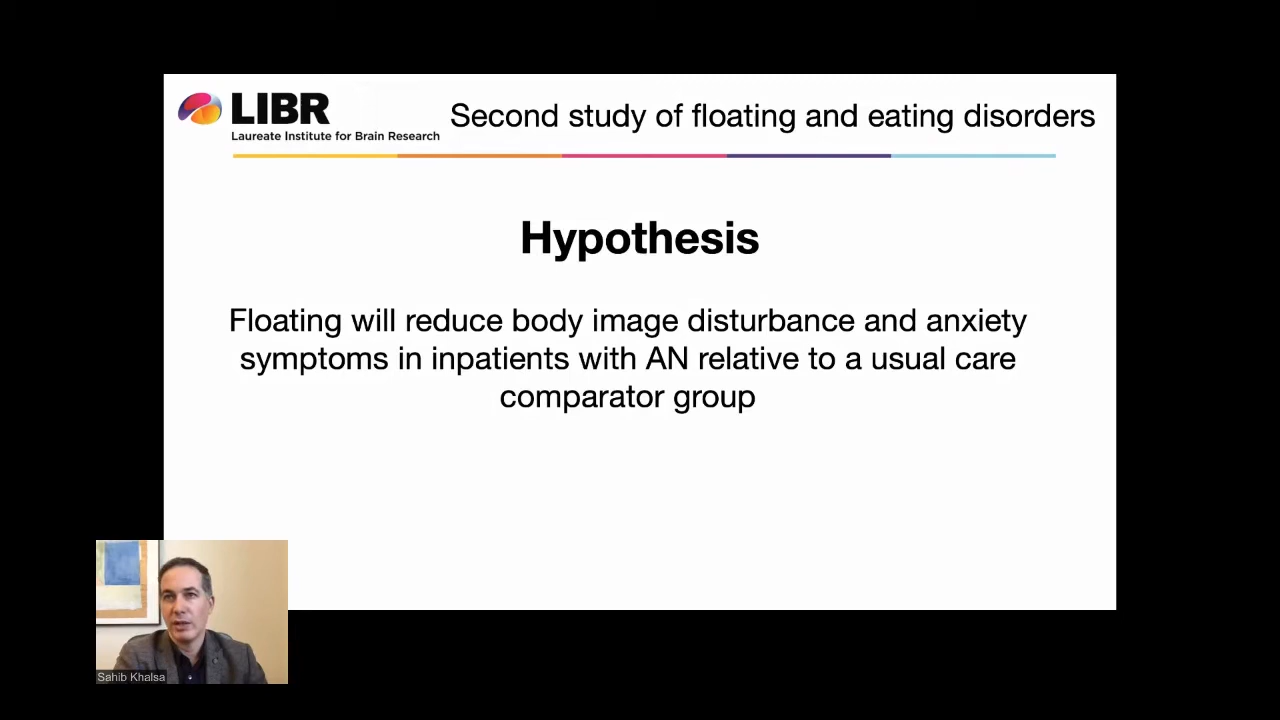 LIBR
Laureate Institute for Brain Research
Second study of floating and eating disorders
Hypothesis
Floating will reduce body image disturbance and anxiety
symptoms in inpatients with AN relative to a usual care
comparator group
Sahib Khalsa